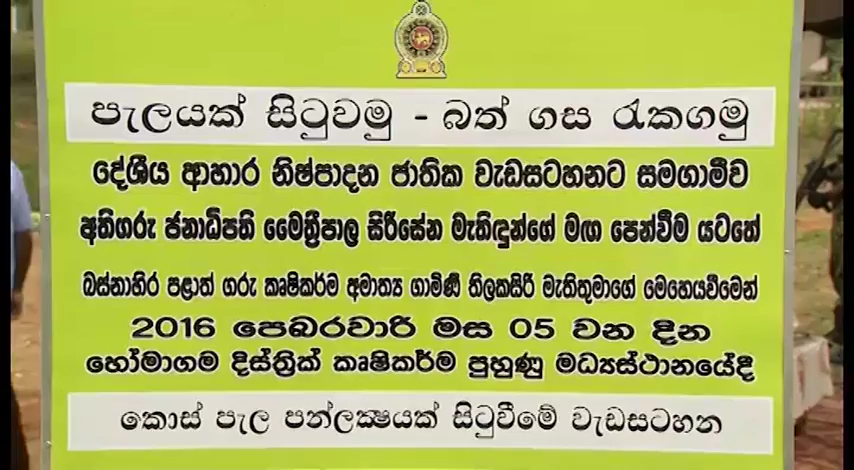 පැලයක් සිටුවමු - බත් ගස රැකගමු
දේශීය ආහාර නිෂ්පාදන ජාතික වැඩසටහනට සමගාමීව
අතිගරු ජනාධිපති මෛත්‍රීපාල සිරිසේන මැතිඳුන්ගේ මඟ පෙන්වීම යටතේ
බස්නාහිර පළාත් ගරු කෘෂිකර්ම අමාත්‍ය ගාමිණී තිලකසිරි මැතිතුමාගේ මෙහෙයවීමෙන්
2016 පෙබරවාරි මස 05 වන දින
හෝමාගම දිස්ත්‍රික් කෘෂිකර්ම පුහුණු මධ්‍යස්ථානයේදී
කොස් පැල පන්ලක්‍ෂයක් සිටුවීමේ වැඩසටහන